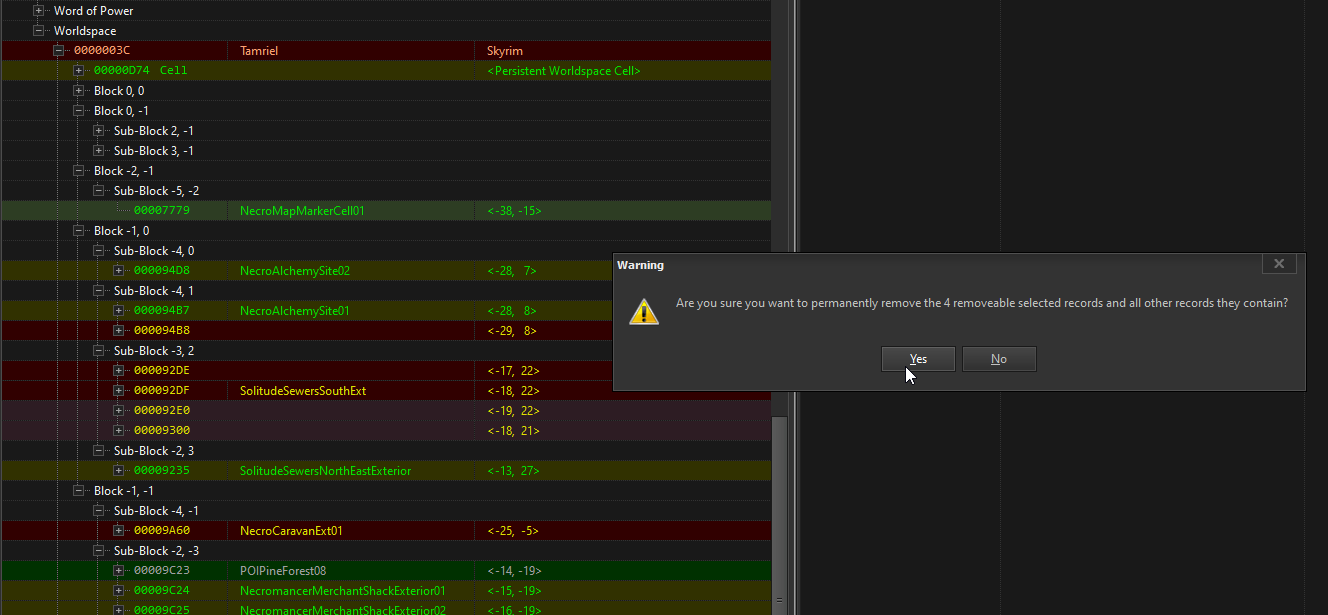 Word of Power
Worldspace
0000003C Tamriel Skyrim
00000D74 Cell <Persistent Worldspace Cell>
Block 0, 0
Block 0, -1
Sub-Block 2, -1
Sub-Block 3, -1
Block -2, -1
Sub-Block -5, -2
00007779 NecroMapMarkerCell01 <-38, -15>
Block -1, 0
Sub-Block -4, 0
000094D8 NecroAlchemySite02 <-28, 7>
Sub-Block -4, 1
000094B7 NecroAlchemySite01 <-28, 8>
000094B8 <-29, 8>
Sub-Block -3, 2
000092DE <-17, 22>
000092DF SolitudeSewersSouthExt <-18, 22>
000092E0 <-19, 22>
00009300 <-18, 21>
Sub-Block -2, 3
00009235 SolitudeSewersNorthEastExterior <-13, 27>
Block -1, -1
Sub-Block -4, -1
00009A60 NecroCaravanExt01 <-25, -5>
Sub-Block -2, -3
00009C23 POIPineForest08 <-14, -19>
00009C24 NecromancerMerchantShackExterior01 <-15, -19>
00009C25 NecromancerMerchantShackExterior02 <-16, -19>
Warning
Are you sure you want to permanently remove the 4 removeable selected records and all other records they contain?
Yes No